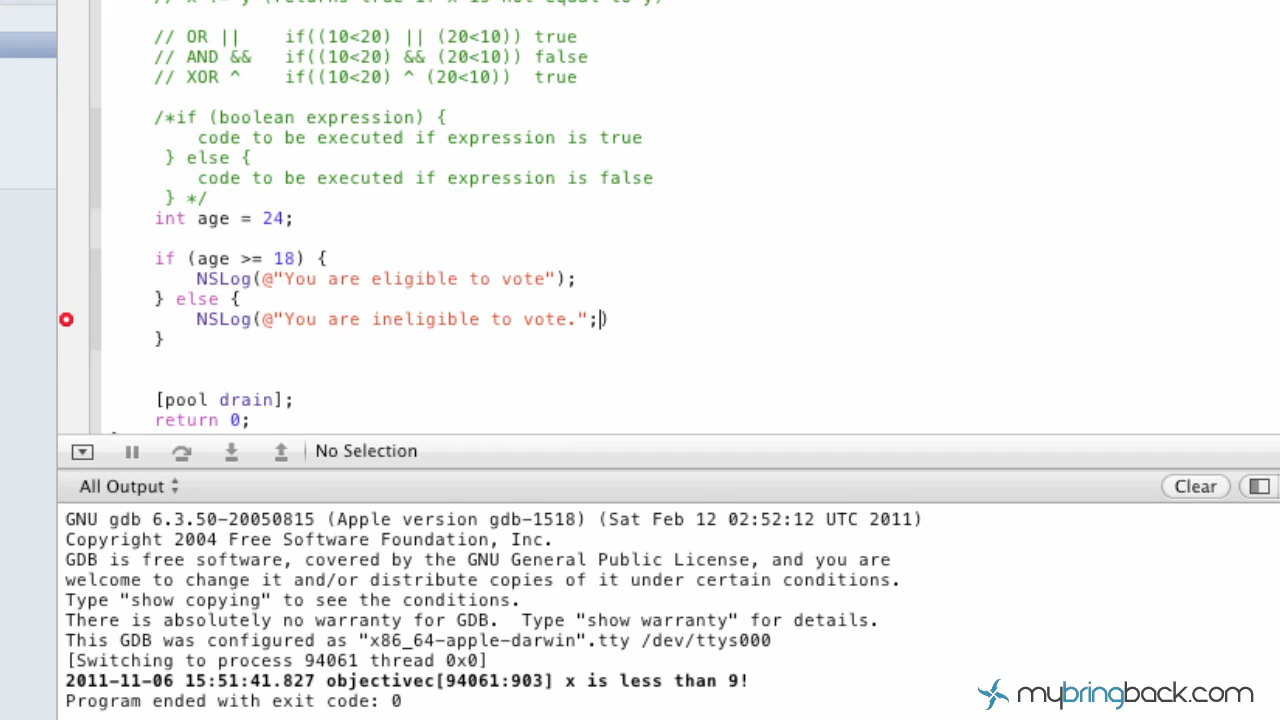 // x != y (returns true if x is not equal to y)
// OR ||    if((10<20) || (20<10)) true
// AND &&   if((10<20) && (20<10)) false
// XOR ^    if((10<20) ^ (20<10))  true
/*if (boolean expression) {
code to be executed if expression is true
} else {
code to be executed if expression is false
} */
int age = 24;
if (age >= 18) {
NSLog(@"You are eligible to vote");
} else {
NSLog(@"You are ineligible to vote.";)
}
[pool drain];
return 0;
No Selection
All Output
Clear
GNU gdb 6.3.50-20050815 (Apple version gdb-1518) (Sat Feb 12 02:52:12 UTC 2011)
Copyright 2004 Free Software Foundation, Inc.
GDB is free software, covered by the GNU General Public License, and you are
welcome to change it and/or distribute copies of it under certain conditions.
Type "show copying" to see the conditions.
There is absolutely no warranty for GDB.  Type "show warranty" for details.
This GDB was configured as "x86_64-apple-darwin".tty /dev/ttys000
[Switching to process 94061 thread 0x0]
2011-11-06 15:51:41.827 objectivec[94061:903] x is less than 9!
Program ended with exit code: 0
mybringback.com